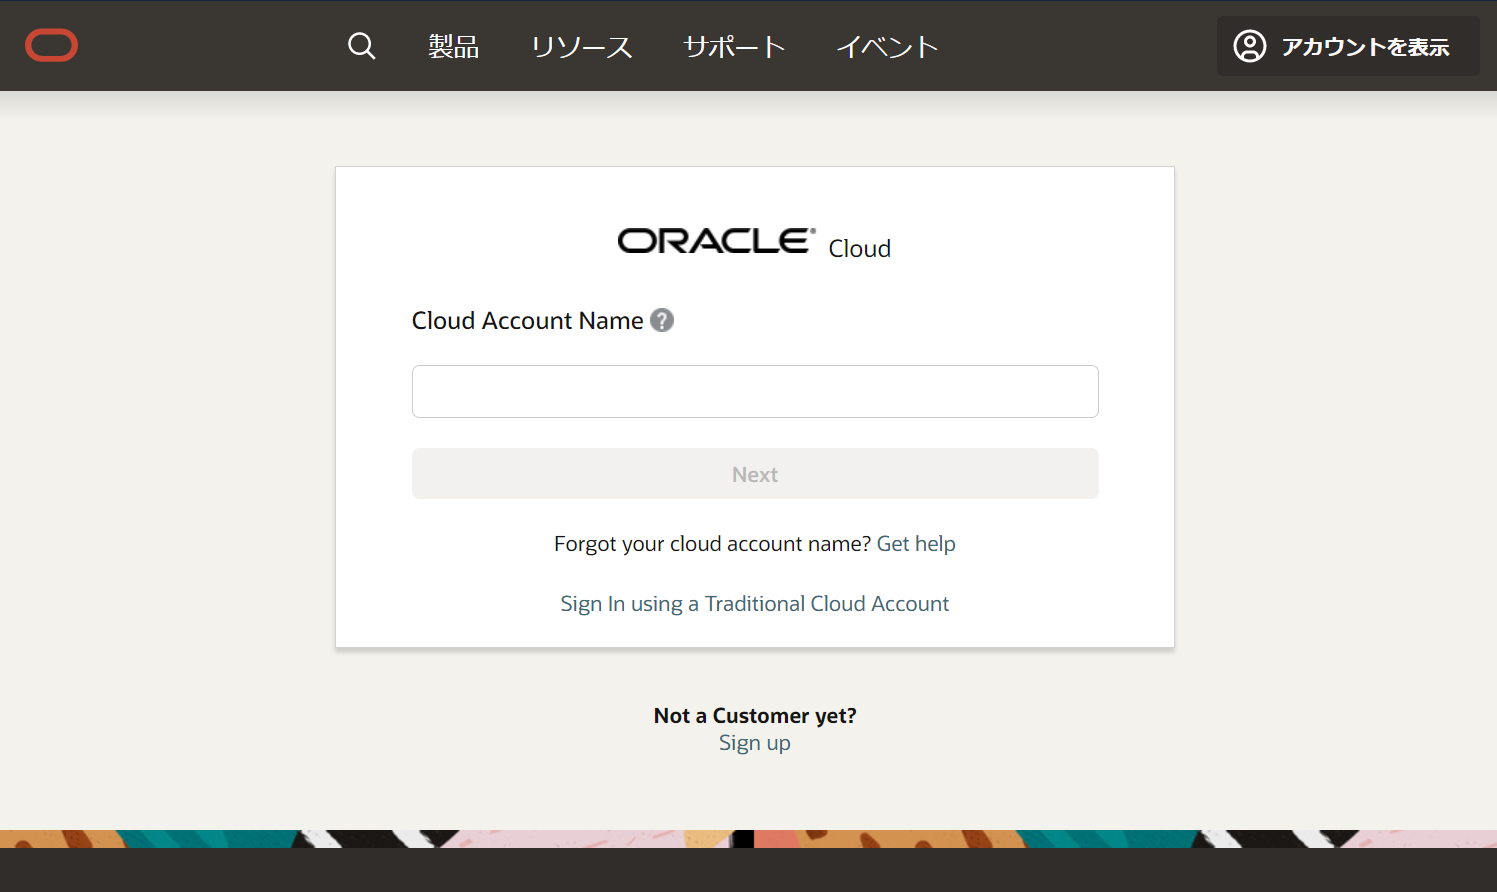 製品 リソース サポート イベント アカウントを表示
ORACLE® Cloud
Cloud Account Name ?
Next
Forgot your cloud account name? Get help
Sign In using a Traditional Cloud Account
Not a Customer yet?
Sign up